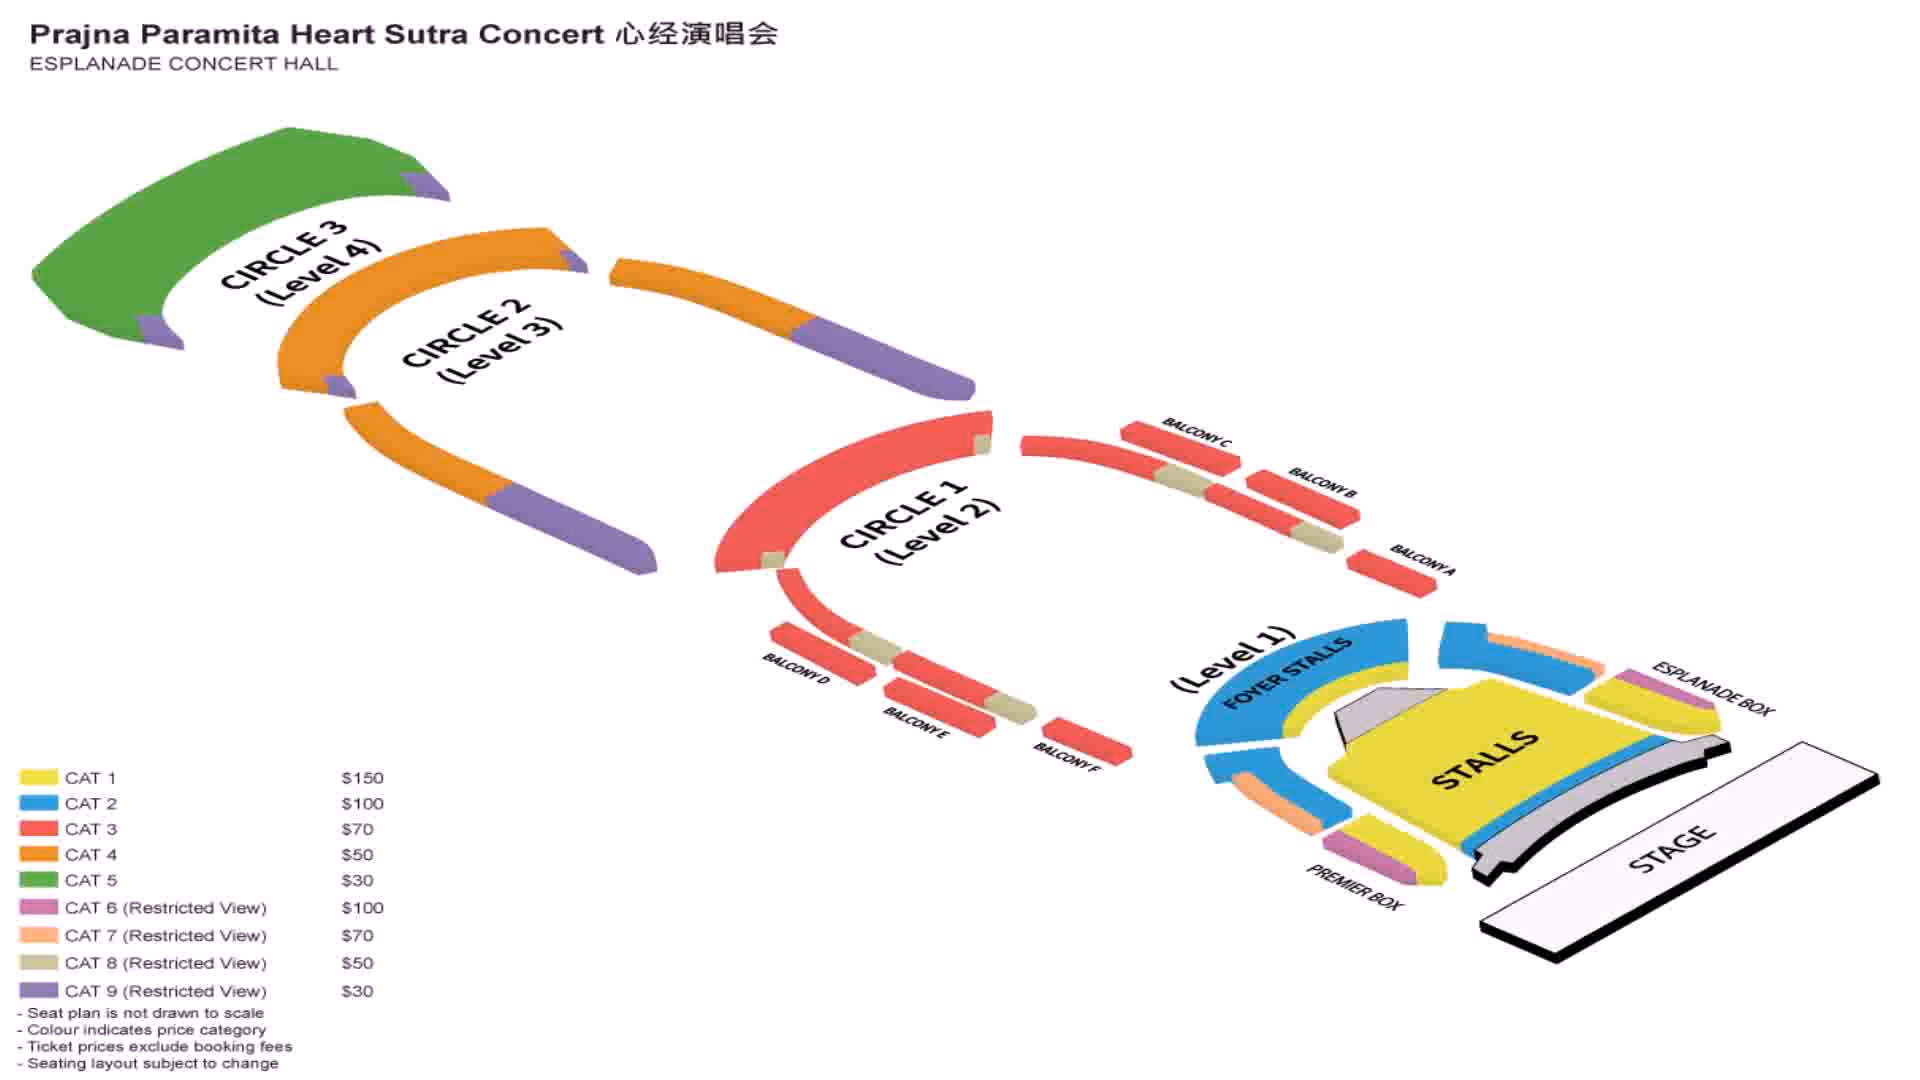 Prajna Paramita Heart Sutra Concert 心经演唱会
ESPLANADE CONCERT HALL
CIRCLE 3
(Level 4)
CIRCLE 2
(Level 3)
CIRCLE 1
(Level 2)
BALCONY C
BALCONY B
BALCONY A
BALCONY D
BALCONY E
BALCONY F
(Level 1)
FOYER STALLS
ESPLANADE BOX
STALLS
STAGE
PREMIER BOX
CAT 1 $150
CAT 2 $100
CAT 3 $70
CAT 4 $50
CAT 5 $30
CAT 6 (Restricted View) $100
CAT 7 (Restricted View) $70
CAT 8 (Restricted View) $50
CAT 9 (Restricted View) $30
- Seat plan is not drawn to scale
- Colour indicates price category
- Ticket prices exclude booking fees
- Seating layout subject to change